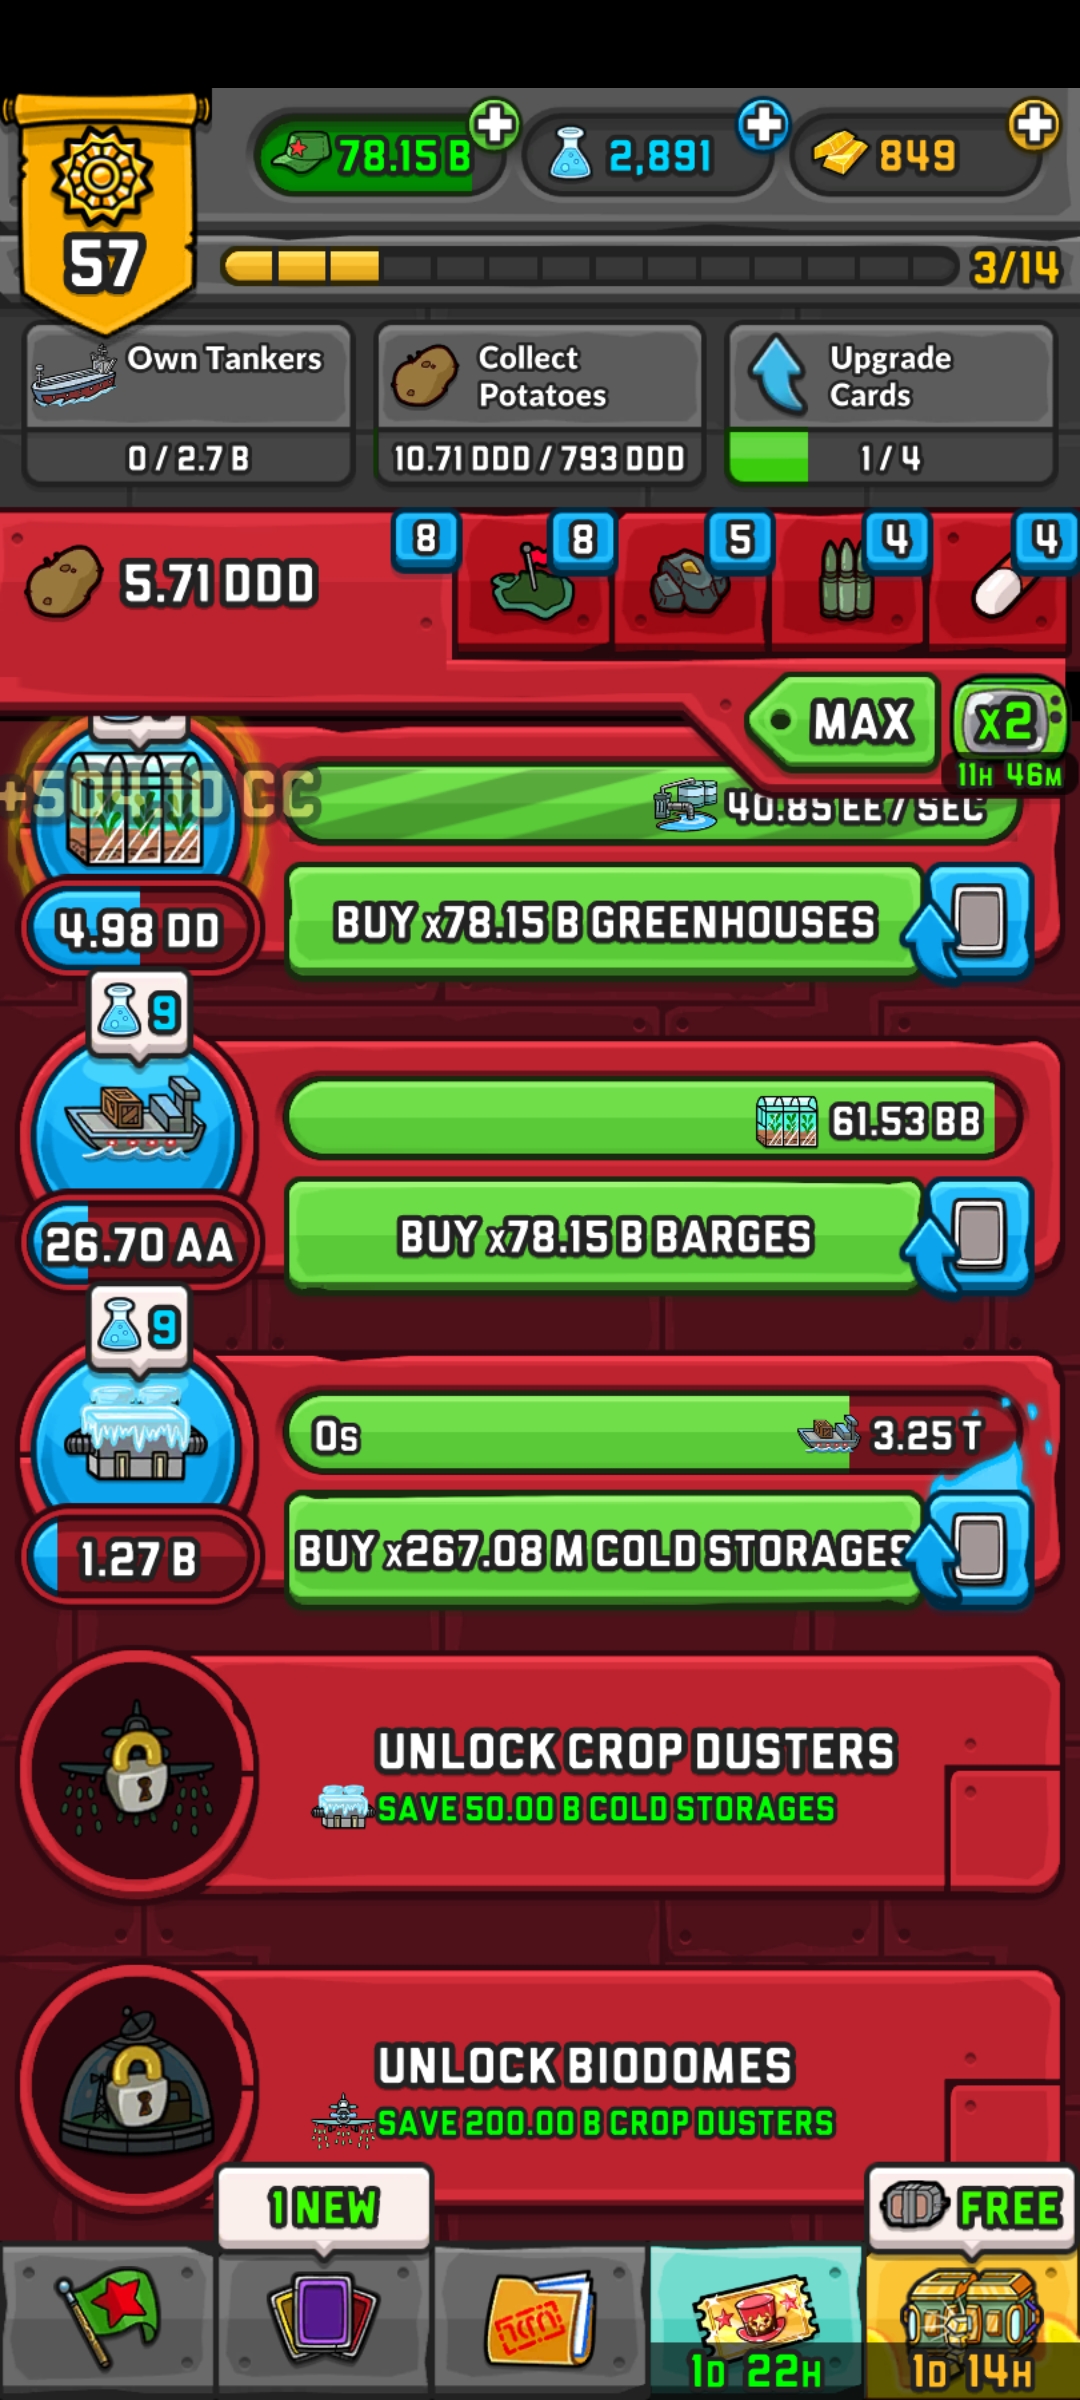 78.15 B
2,891
849
57
3/14
Own Tankers
0 / 2.7 B
Collect
Potatoes
10.71 DDD / 793 DDD
Upgrade
Cards
1 / 4
5.71 DDD
8
8
5
4
4
MAX
x2
11H 46M
40.85 EE / SEC
4.98 DD
BUY x78.15 B GREENHOUSES
9
61.53 BB
26.70 AA
BUY x78.15 B BARGES
9
0s
3.25 T
1.27 B
BUY x267.08 M COLD STORAGES
UNLOCK CROP DUSTERS
SAVE 50.00 B COLD STORAGES
UNLOCK BIODOMES
SAVE 200.00 B CROP DUSTERS
1 NEW
FREE
1D 22H
1D 14H